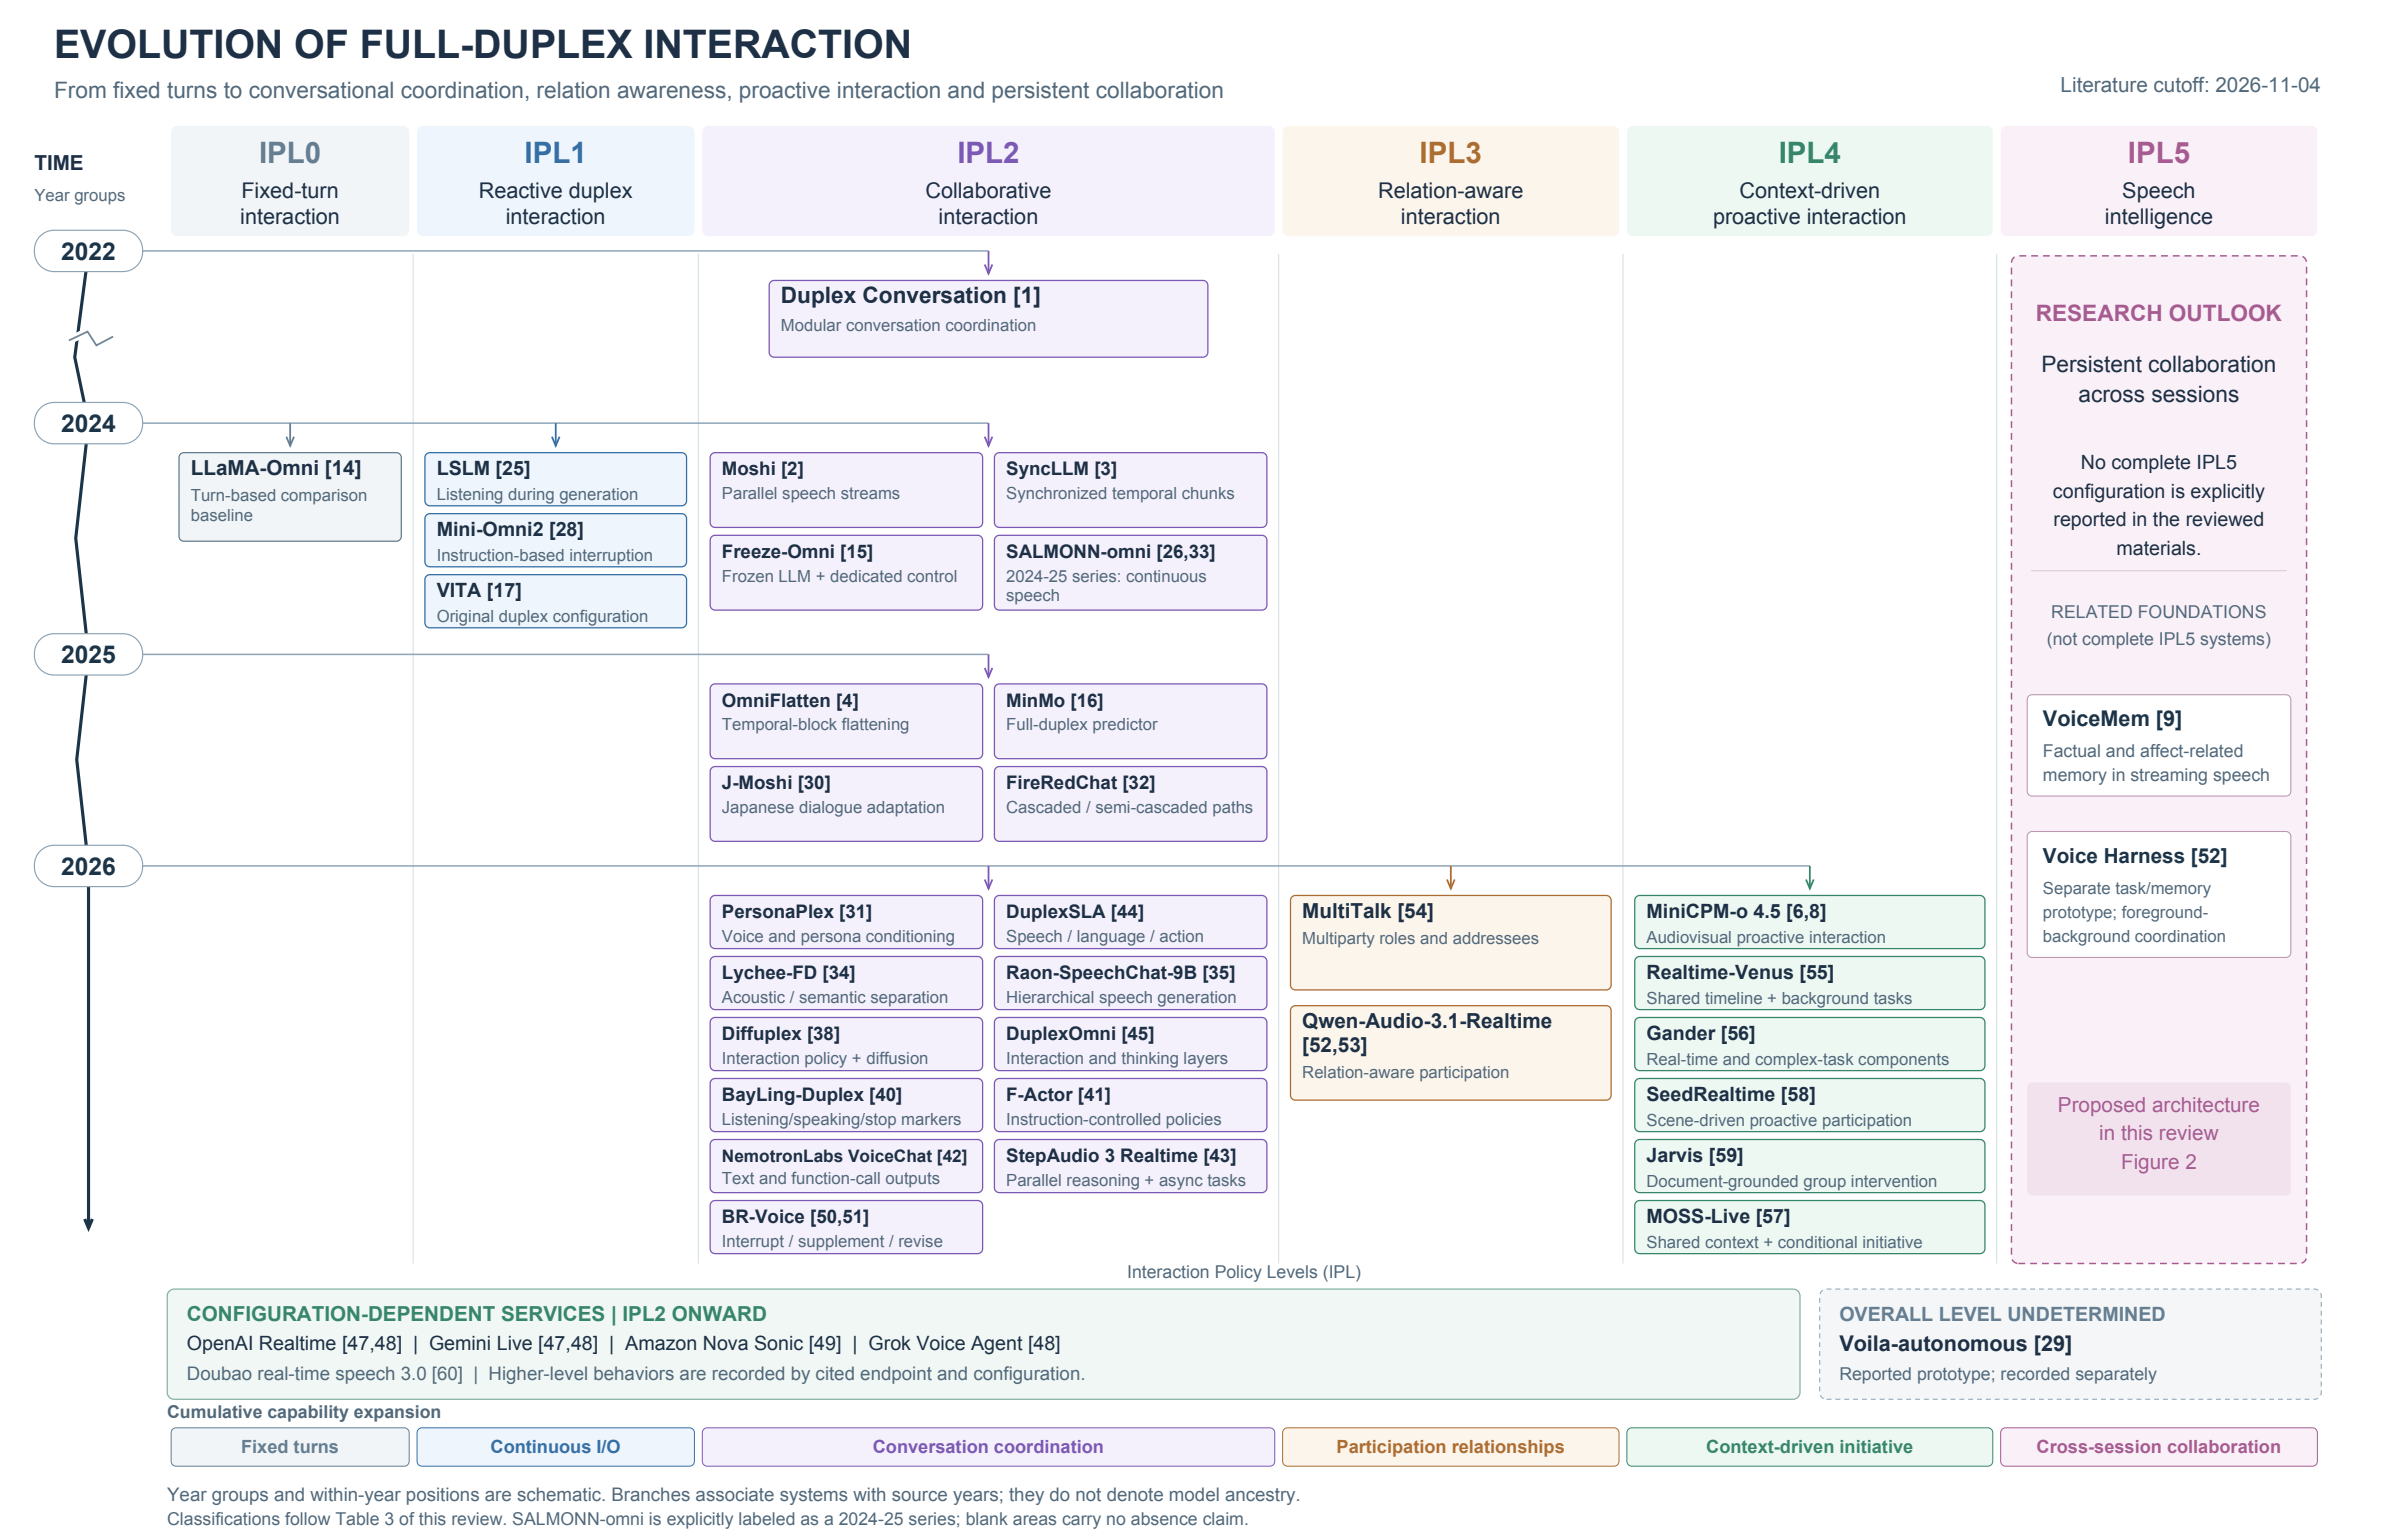 EVOLUTION OF FULL-DUPLEX INTERACTION
From fixed turns to conversational coordination, relation awareness, proactive interaction and persistent collaboration
Literature cutoff: 2026-11-04
TIME
Year groups
IPL0
Fixed-turn
interaction
IPL1
Reactive duplex
interaction
IPL2
Collaborative
interaction
IPL3
Relation-aware
interaction
IPL4
Context-driven
proactive interaction
IPL5
Speech
intelligence
2022
Duplex Conversation [1]
Modular conversation coordination
2024
LLaMA-Omni [14]
Turn-based comparison
baseline
LSLM [25]
Listening during generation
Mini-Omni2 [28]
Instruction-based interruption
VITA [17]
Original duplex configuration
Moshi [2]
Parallel speech streams
SyncLLM [3]
Synchronized temporal chunks
Freeze-Omni [15]
Frozen LLM + dedicated control
SALMONN-omni [26,33]
2024-25 series: continuous
speech
2025
OmniFlatten [4]
Temporal-block flattening
MinMo [16]
Full-duplex predictor
J-Moshi [30]
Japanese dialogue adaptation
FireRedChat [32]
Cascaded / semi-cascaded paths
2026
PersonaPlex [31]
Voice and persona conditioning
DuplexSLA [44]
Speech / language / action
Lychee-FD [34]
Acoustic / semantic separation
Raon-SpeechChat-9B [35]
Hierarchical speech generation
Diffuplex [38]
Interaction policy + diffusion
DuplexOmni [45]
Interaction and thinking layers
BayLing-Duplex [40]
Listening/speaking/stop markers
F-Actor [41]
Instruction-controlled policies
NemotronLabs VoiceChat [42]
Text and function-call outputs
StepAudio 3 Realtime [43]
Parallel reasoning + async tasks
BR-Voice [50,51]
Interrupt / supplement / revise
MultiTalk [54]
Multiparty roles and addressees
Qwen-Audio-3.1-Realtime
[52,53]
Relation-aware participation
MiniCPM-o 4.5 [6,8]
Audiovisual proactive interaction
Realtime-Venus [55]
Shared timeline + background tasks
Gander [56]
Real-time and complex-task components
SeedRealtime [58]
Scene-driven proactive participation
Jarvis [59]
Document-grounded group intervention
MOSS-Live [57]
Shared context + conditional initiative
RESEARCH OUTLOOK
Persistent collaboration
across sessions
No complete IPL5
configuration is explicitly
reported in the reviewed
materials.
RELATED FOUNDATIONS
(not complete IPL5 systems)
VoiceMem [9]
Factual and affect-related
memory in streaming speech
Voice Harness [52]
Separate task/memory
prototype; foreground-
background coordination
Proposed architecture
in this review
Figure 2
Interaction Policy Levels (IPL)
CONFIGURATION-DEPENDENT SERVICES | IPL2 ONWARD
OpenAI Realtime [47,48] | Gemini Live [47,48] | Amazon Nova Sonic [49] | Grok Voice Agent [48]
Doubao real-time speech 3.0 [60] | Higher-level behaviors are recorded by cited endpoint and configuration.
OVERALL LEVEL UNDETERMINED
Voila-autonomous [29]
Reported prototype; recorded separately
Cumulative capability expansion
Fixed turns
Continuous I/O
Conversation coordination
Participation relationships
Context-driven initiative
Cross-session collaboration
Year groups and within-year positions are schematic. Branches associate systems with source years; they do not denote model ancestry.
Classifications follow Table 3 of this review. SALMONN-omni is explicitly labeled as a 2024-25 series; blank areas carry no absence claim.